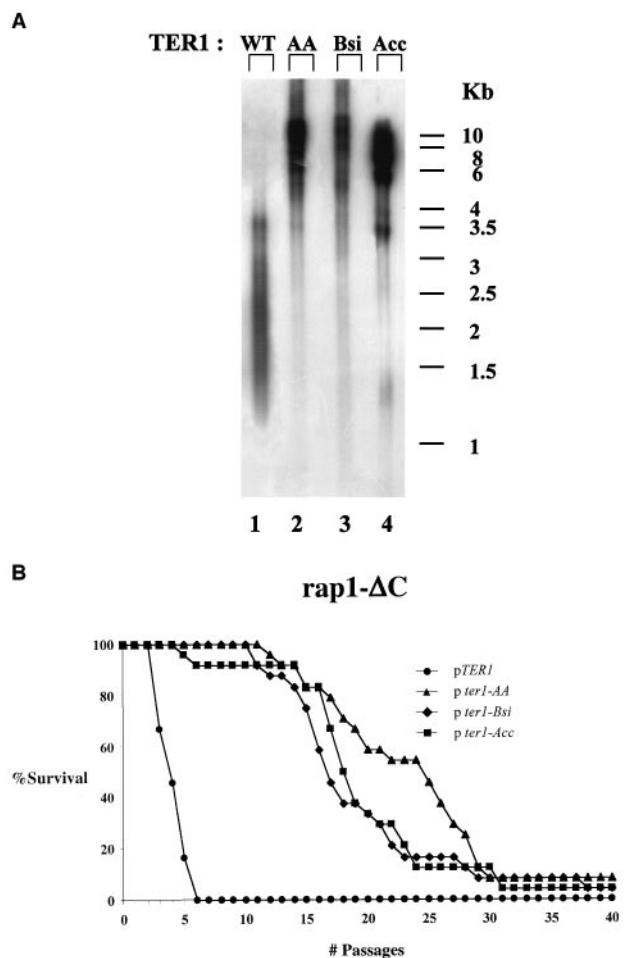 A
TER1 : WT AA Bsi Acc
Kb
10
8
6
4
3.5
3
2.5
2
1.5
1
1 2 3 4
B
rap1-ΔC
100
80
60
40
20
0
%Survival
pTER1
p ter1-AA
p ter1-Bsi
p ter1-Acc
0 5 10 15 20 25 30 35 40
# Passages